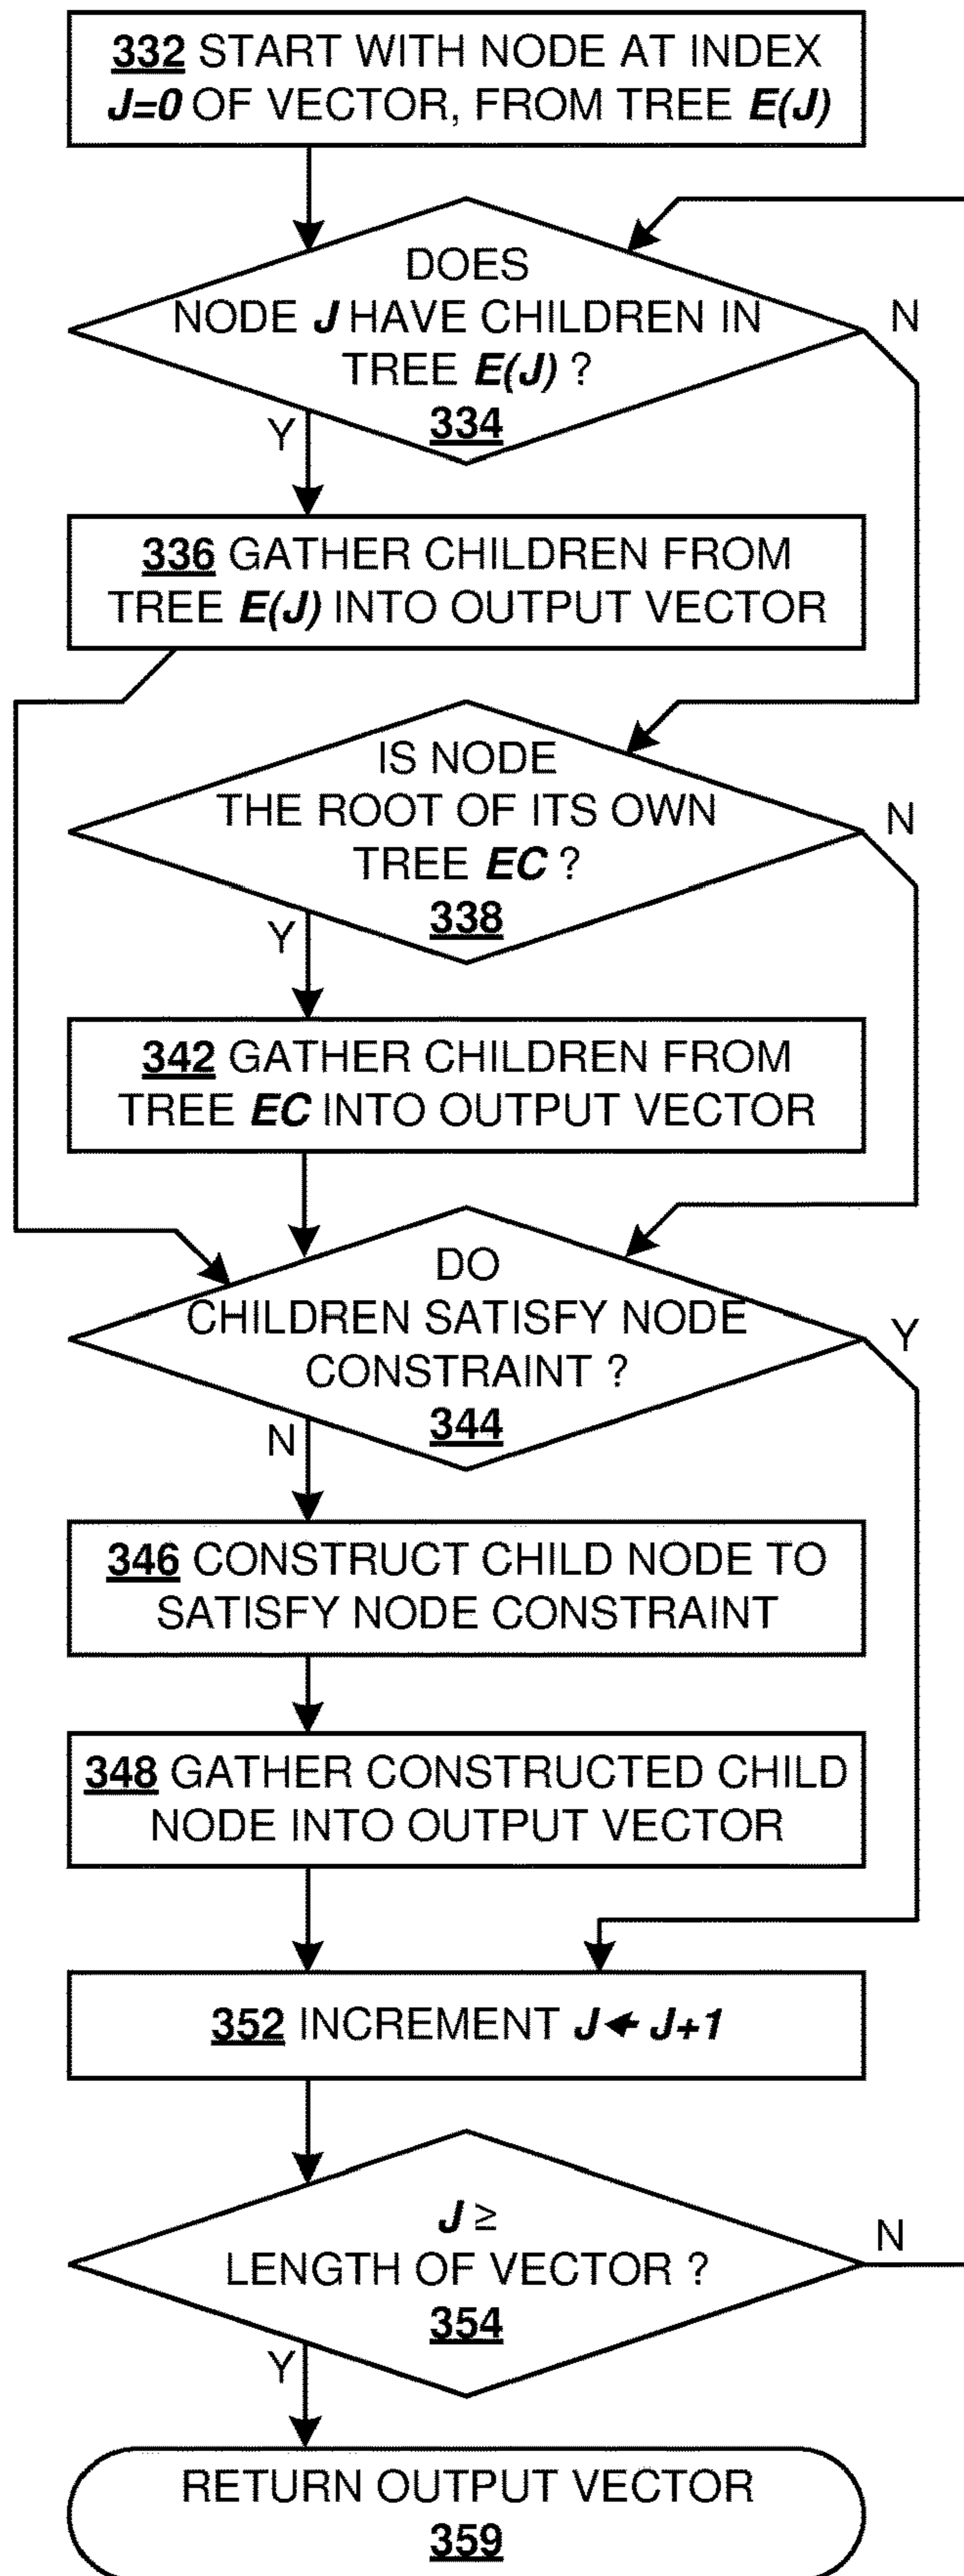 332 START WITH NODE AT INDEX
J=0 OF VECTOR, FROM TREE E(J)
DOES
NODE J HAVE CHILDREN IN
TREE E(J) ?
334
N
Y
336 GATHER CHILDREN FROM
TREE E(J) INTO OUTPUT VECTOR
IS NODE
THE ROOT OF ITS OWN
TREE EC ?
338
N
Y
342 GATHER CHILDREN FROM
TREE EC INTO OUTPUT VECTOR
DO
CHILDREN SATISFY NODE
CONSTRAINT ?
344
Y
N
346 CONSTRUCT CHILD NODE TO
SATISFY NODE CONSTRAINT
348 GATHER CONSTRUCTED CHILD
NODE INTO OUTPUT VECTOR
352 INCREMENT J← J+1
J ≥
LENGTH OF VECTOR ?
354
N
Y
RETURN OUTPUT VECTOR
359